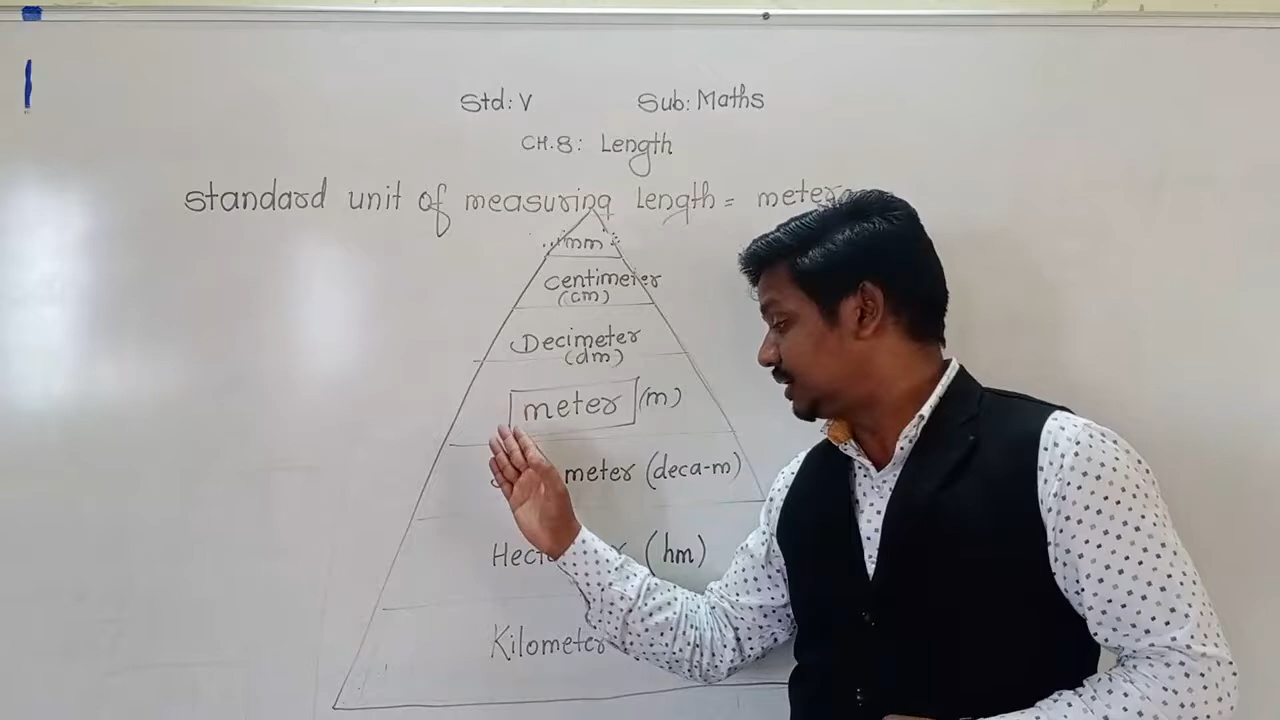 Std: V Sub: Maths
CH.8: Length
Standard unit of measuring length = meter
mm
Centimeter
(cm)
Decimeter
(dm)
meter (m)
meter (deca-m)
(hm)
Kilometer